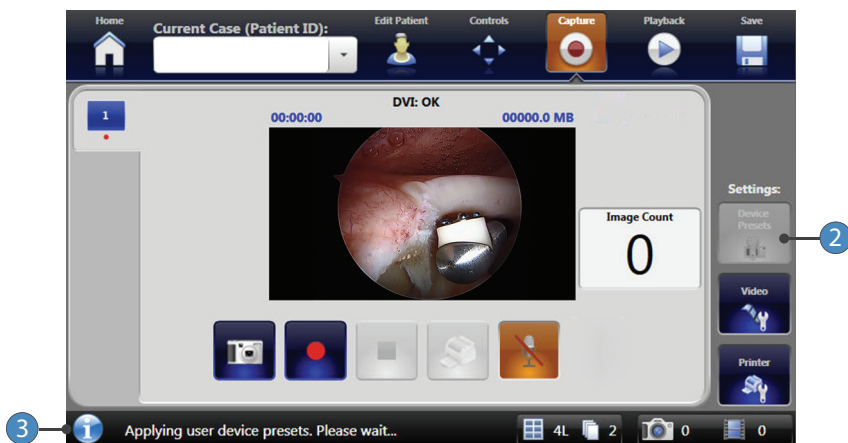 Home
Current Case (Patient ID):
Edit Patient
Controls
Capture
Playback
Save
1
DVI: OK
00:00:00
00000.0 MB
Image Count
0
Settings:
Device
Presets
2
Video
Printer
3
Applying user device presets. Please wait...
4L
2
0
0